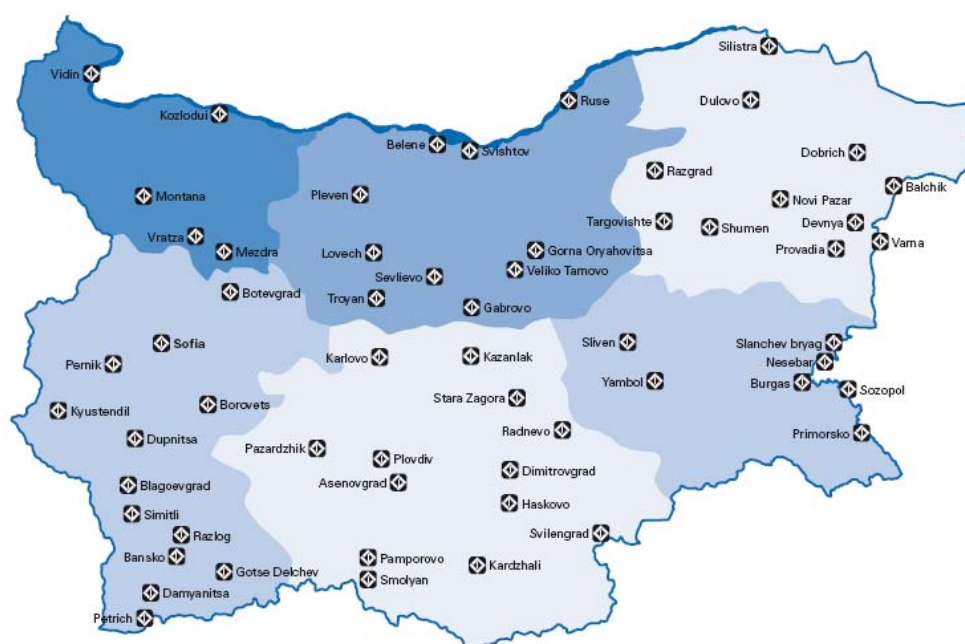 Silistra
Vidin
Dulovo
Ruse
Kozlodui
Belene
Svishtov
Dobrich
Razgrad
Balchik
Pleven
Montana
Novi Pazar
Targovishte
Devnya
Shumen
Vratza
Varna
Provadia
Gorna Oryahovitsa
Mezdra
Lovech
Veliko Tarnovo
Sevlievo
Botevgrad
Troyan
Gabrovo
Sofia
Sliven
Slanchev bryag
Karlovo
Kazanlak
Nesebar
Pernik
Yambol
Burgas
Sozopol
Stara Zagora
Borovets
Kyustendil
Radnevo
Primorsko
Dupnitsa
Pazardzhik
Plovdiv
Dimitrovgrad
Asenovgrad
Blagoevgrad
Haskovo
Simitli
Svilengrad
Razlog
Bansko
Pamporovo
Kardzhali
Gotse Delchev
Smolyan
Damyanitsa
Petrich